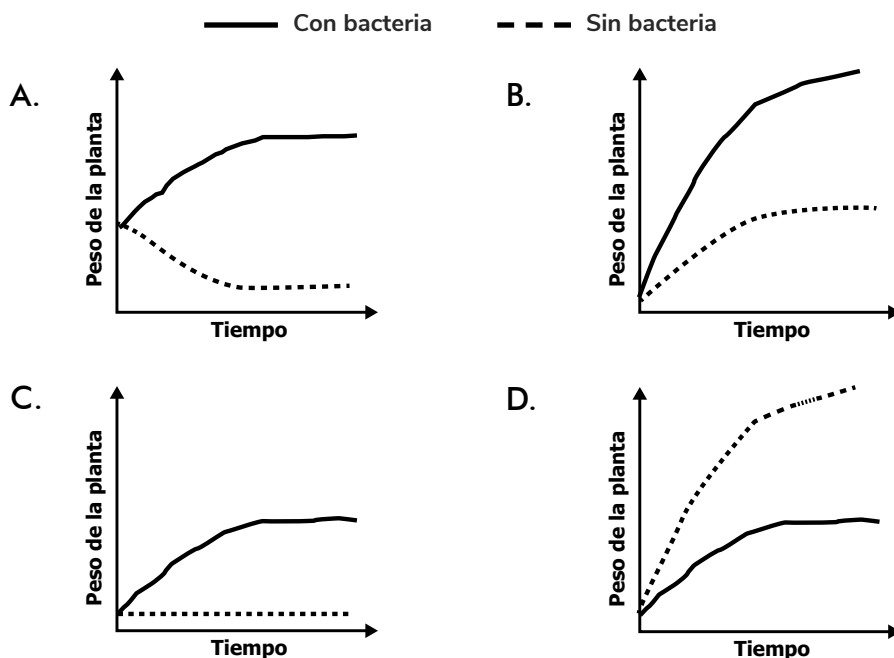 Con bacteria
Sin bacteria
A.
Peso de la planta
Tiempo
B.
Peso de la planta
Tiempo
C.
Peso de la planta
Tiempo
D.
Peso de la planta
Tiempo